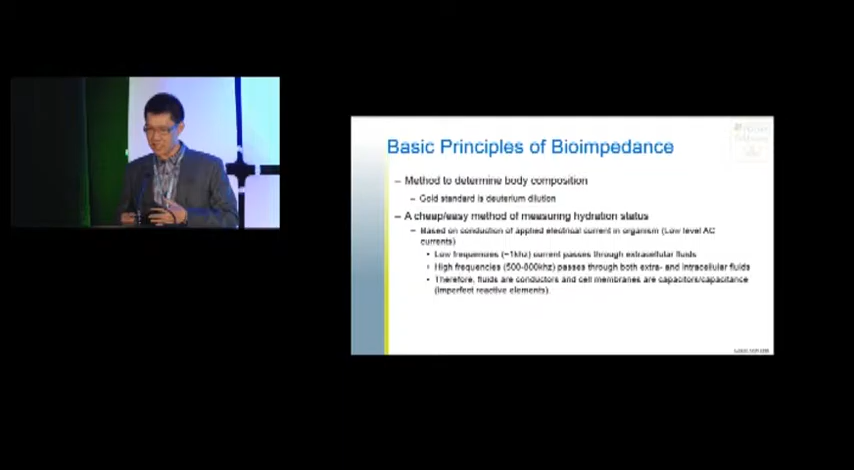 Basic Principles of Bioimpedance
– Method to determine body composition
– Gold standard is deuterium dilution
– A cheap/easy method of measuring hydration status
– Based on conduction of applied electrical current in organism (Low level AC
currents)
• Low frequencies (~1khz) current passes through extracellular fluids
• High frequencies (500-800khz) passes through both extra- and intracellular fluids
• Therefore, fluids are conductors and cell membranes are capacitors/capacitance
(imperfect reactive elements).